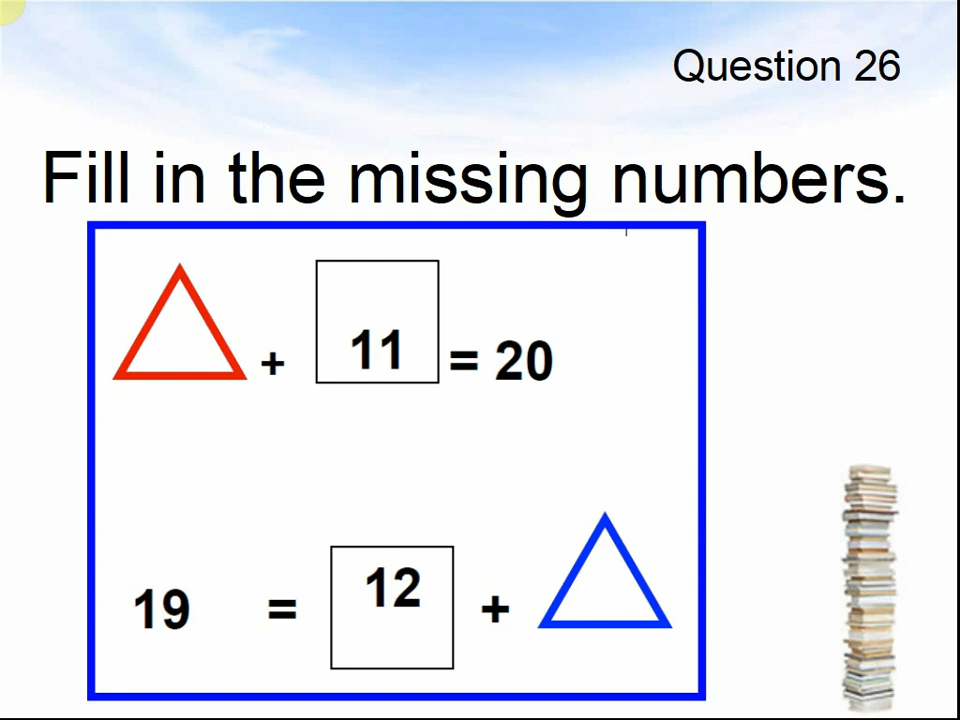 Question 26
Fill in the missing numbers.
+ 11 = 20
19 = 12 +